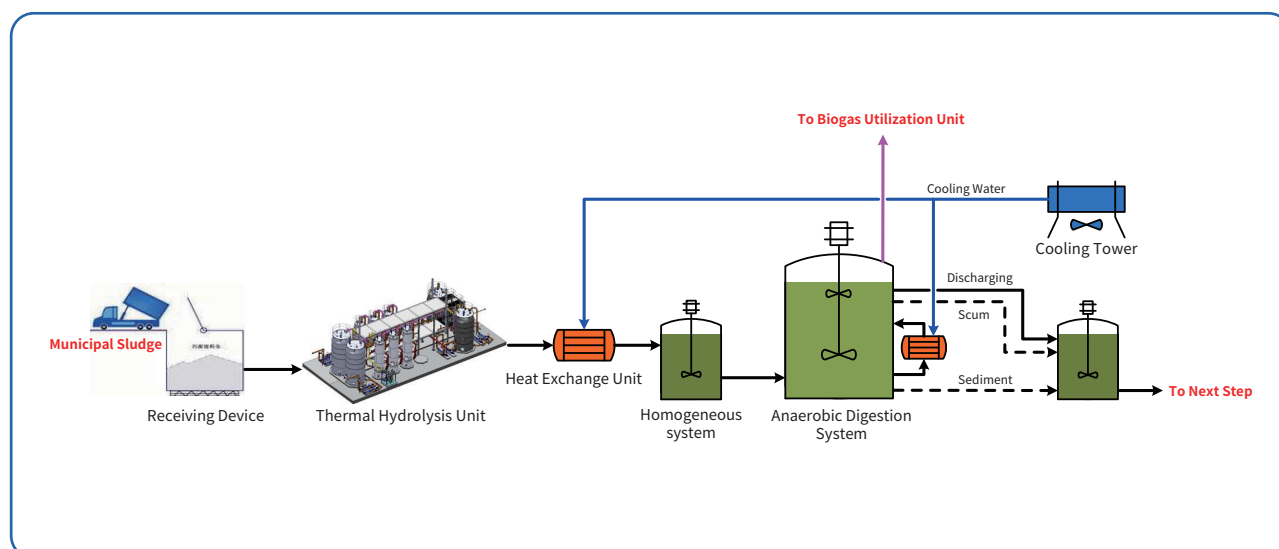 To Biogas Utilization Unit
Cooling Water
Cooling Tower
Discharging
Scum
Municipal Sludge
Heat Exchange Unit
Sediment
To Next Step
Receiving Device
Thermal Hydrolysis Unit
Homogeneous
system
Anaerobic Digestion
System